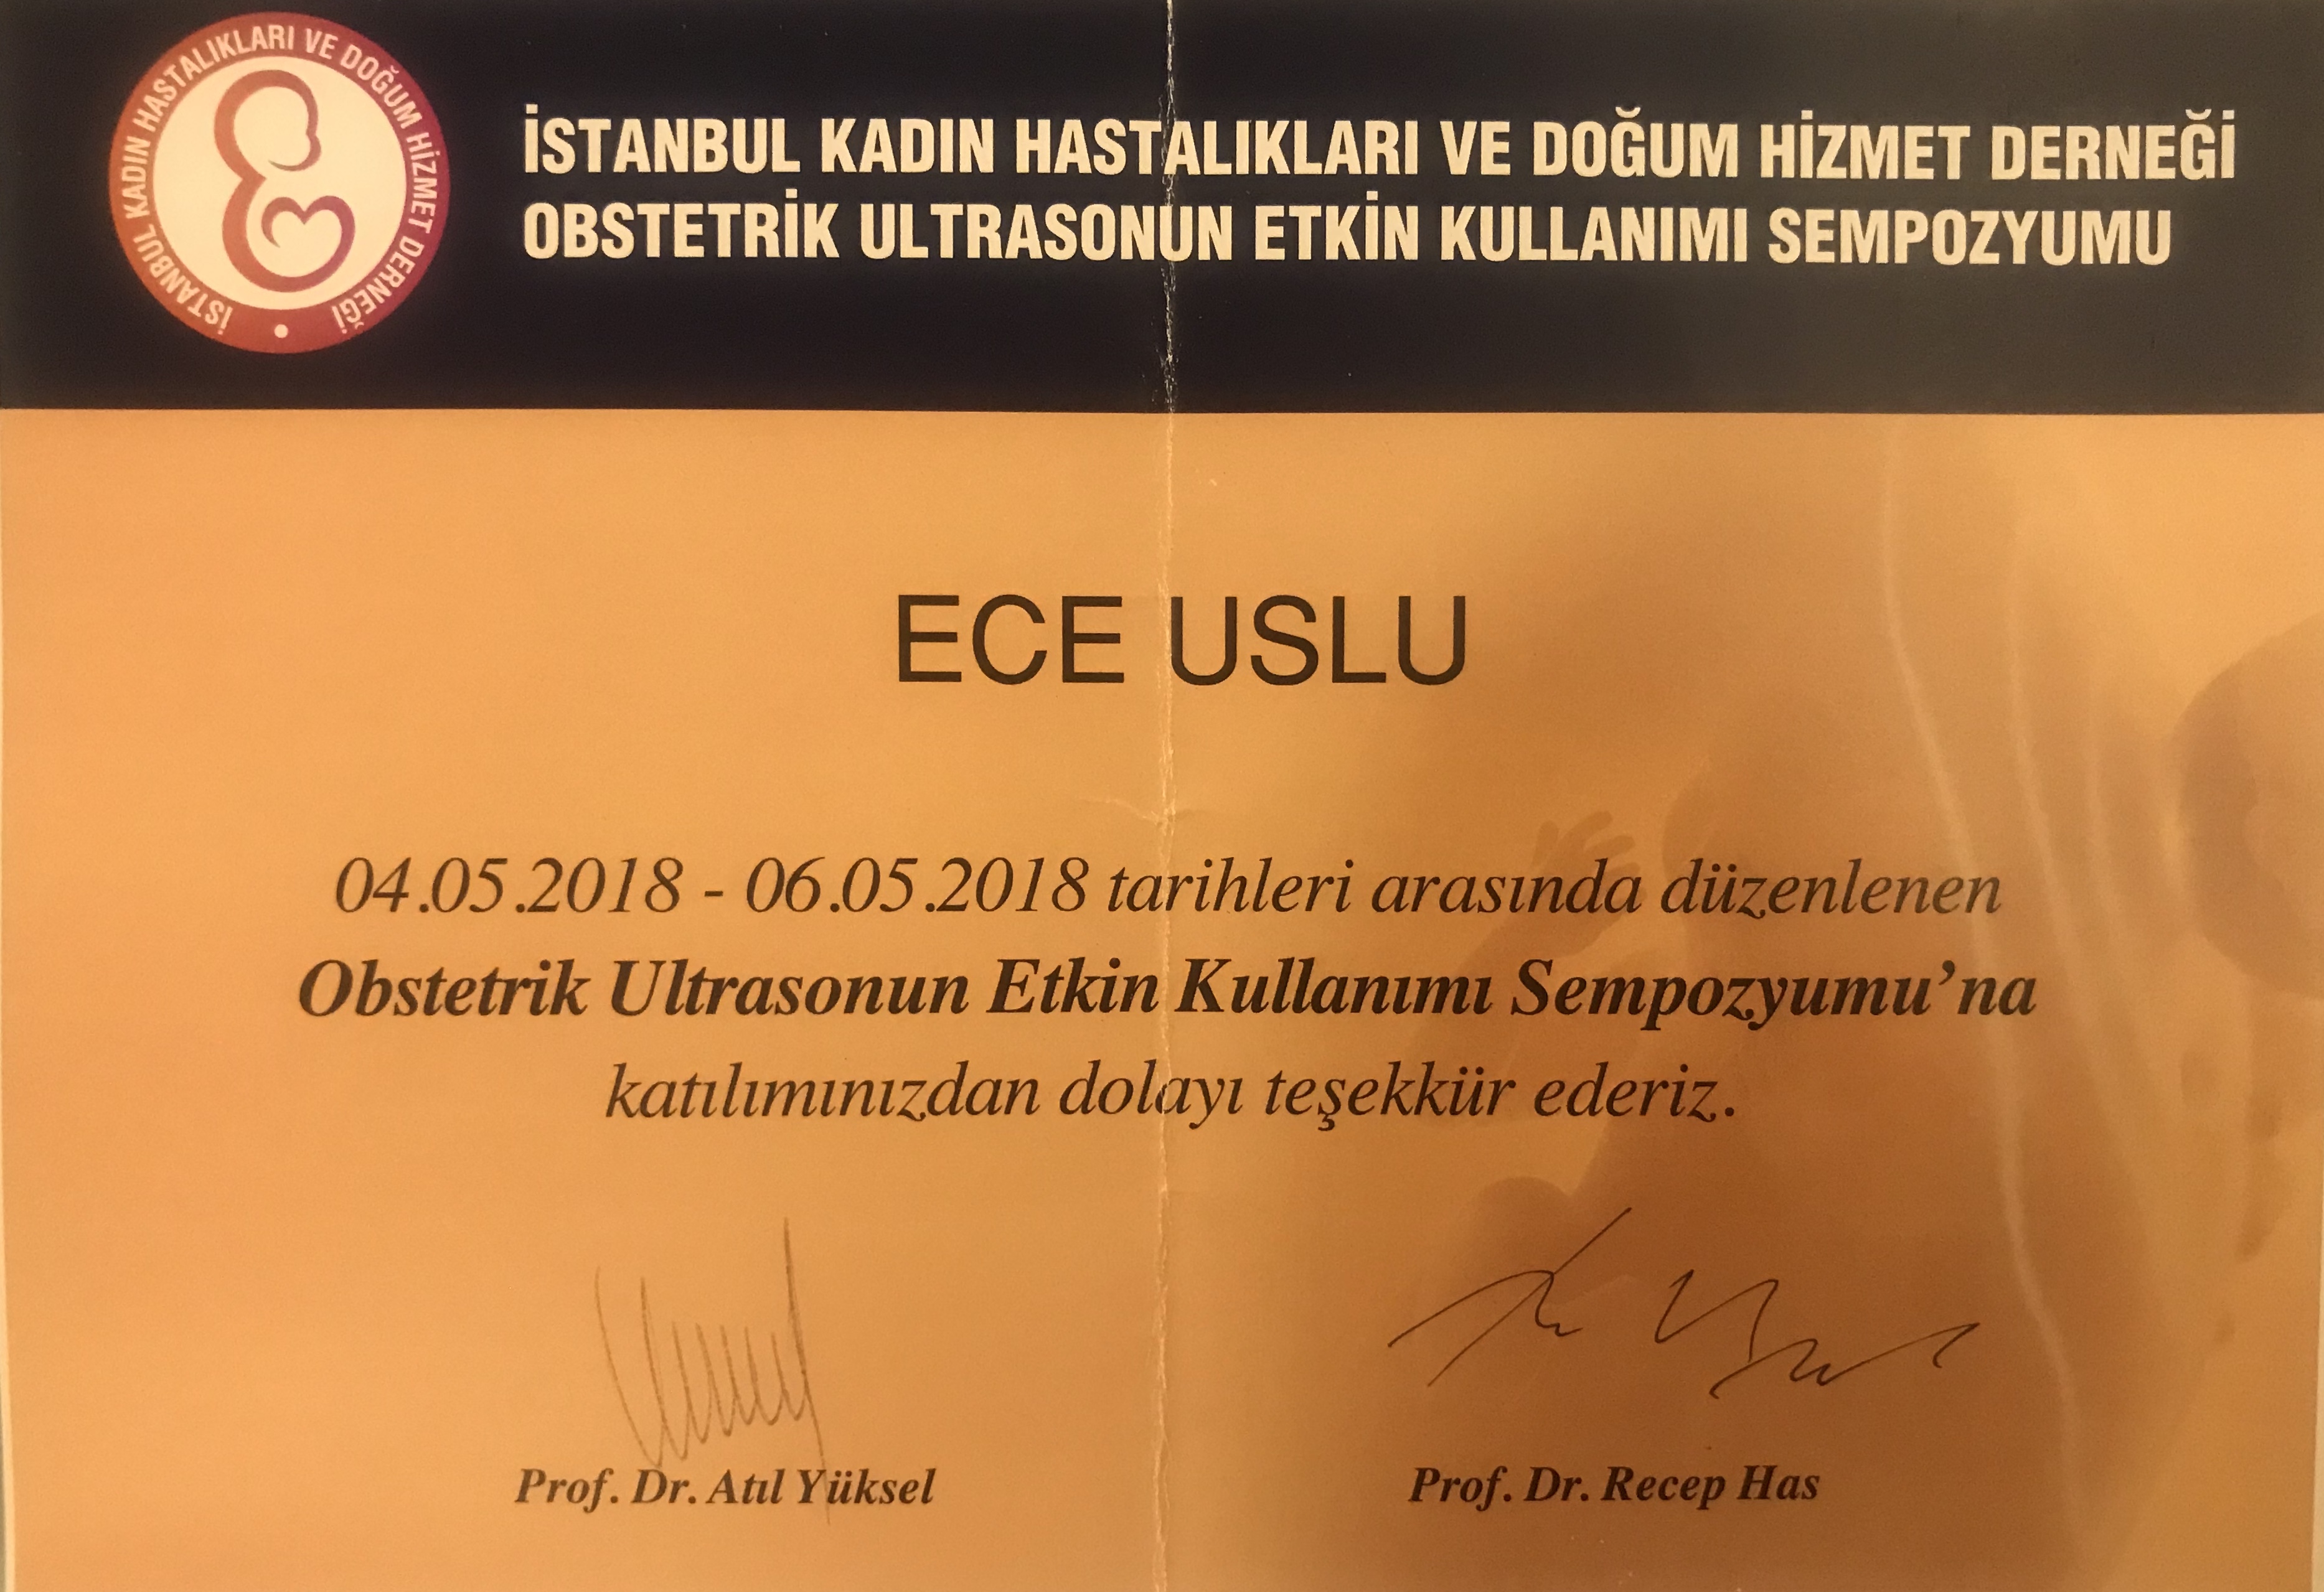 İSTANBUL KADIN HASTALIKLARI VE DOĞUM HİZMET DERNEĞİ
İSTANBUL KADIN HASTALIKLARI VE DOĞUM HİZMET DERNEĞİ
OBSTETRİK ULTRASONUN ETKİN KULLANIMI SEMPOZYUMU
ECE USLU
04.05.2018 - 06.05.2018 tarihleri arasında düzenlenen
Obstetrik Ultrasonun Etkin Kullanımı Sempozyumu'na
katılımınızdan dolayı teşekkür ederiz.
Prof. Dr. Atıl Yüksel
Prof. Dr. Recep Has